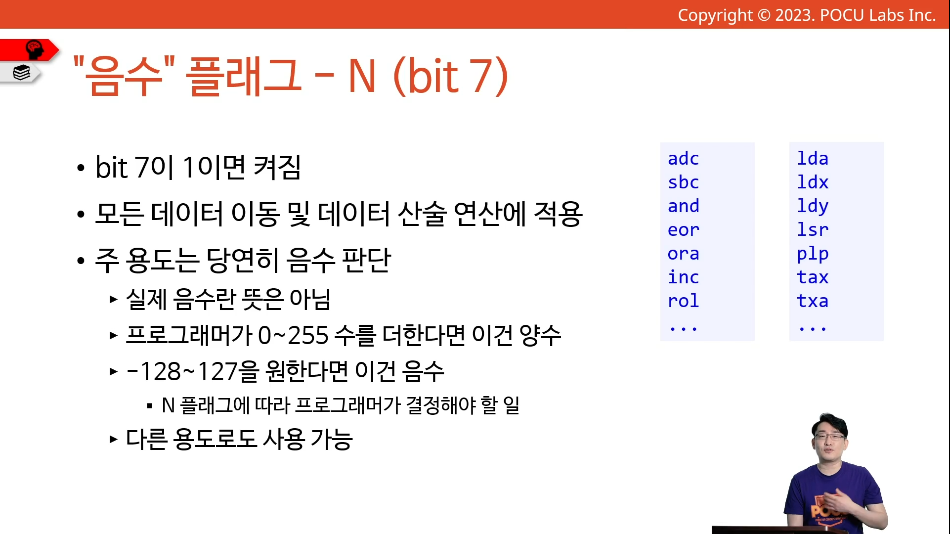 Copyright © 2023. POCU Labs Inc.
"음수" 플래그 - N (bit 7)
• bit 7이 1이면 켜짐
• 모든 데이터 이동 및 데이터 산술 연산에 적용
• 주 용도는 당연히 음수 판단
▸ 실제 음수란 뜻은 아님
▸ 프로그래머가 0~255 수를 더한다면 이건 양수
▸ -128~127을 원한다면 이건 음수
▪ N 플래그에 따라 프로그래머가 결정해야 할 일
▸ 다른 용도로도 사용 가능
adc
sbc
and
eor
ora
inc
rol
...
lda
ldx
ldy
lsr
plp
tax
txa
...
POCU